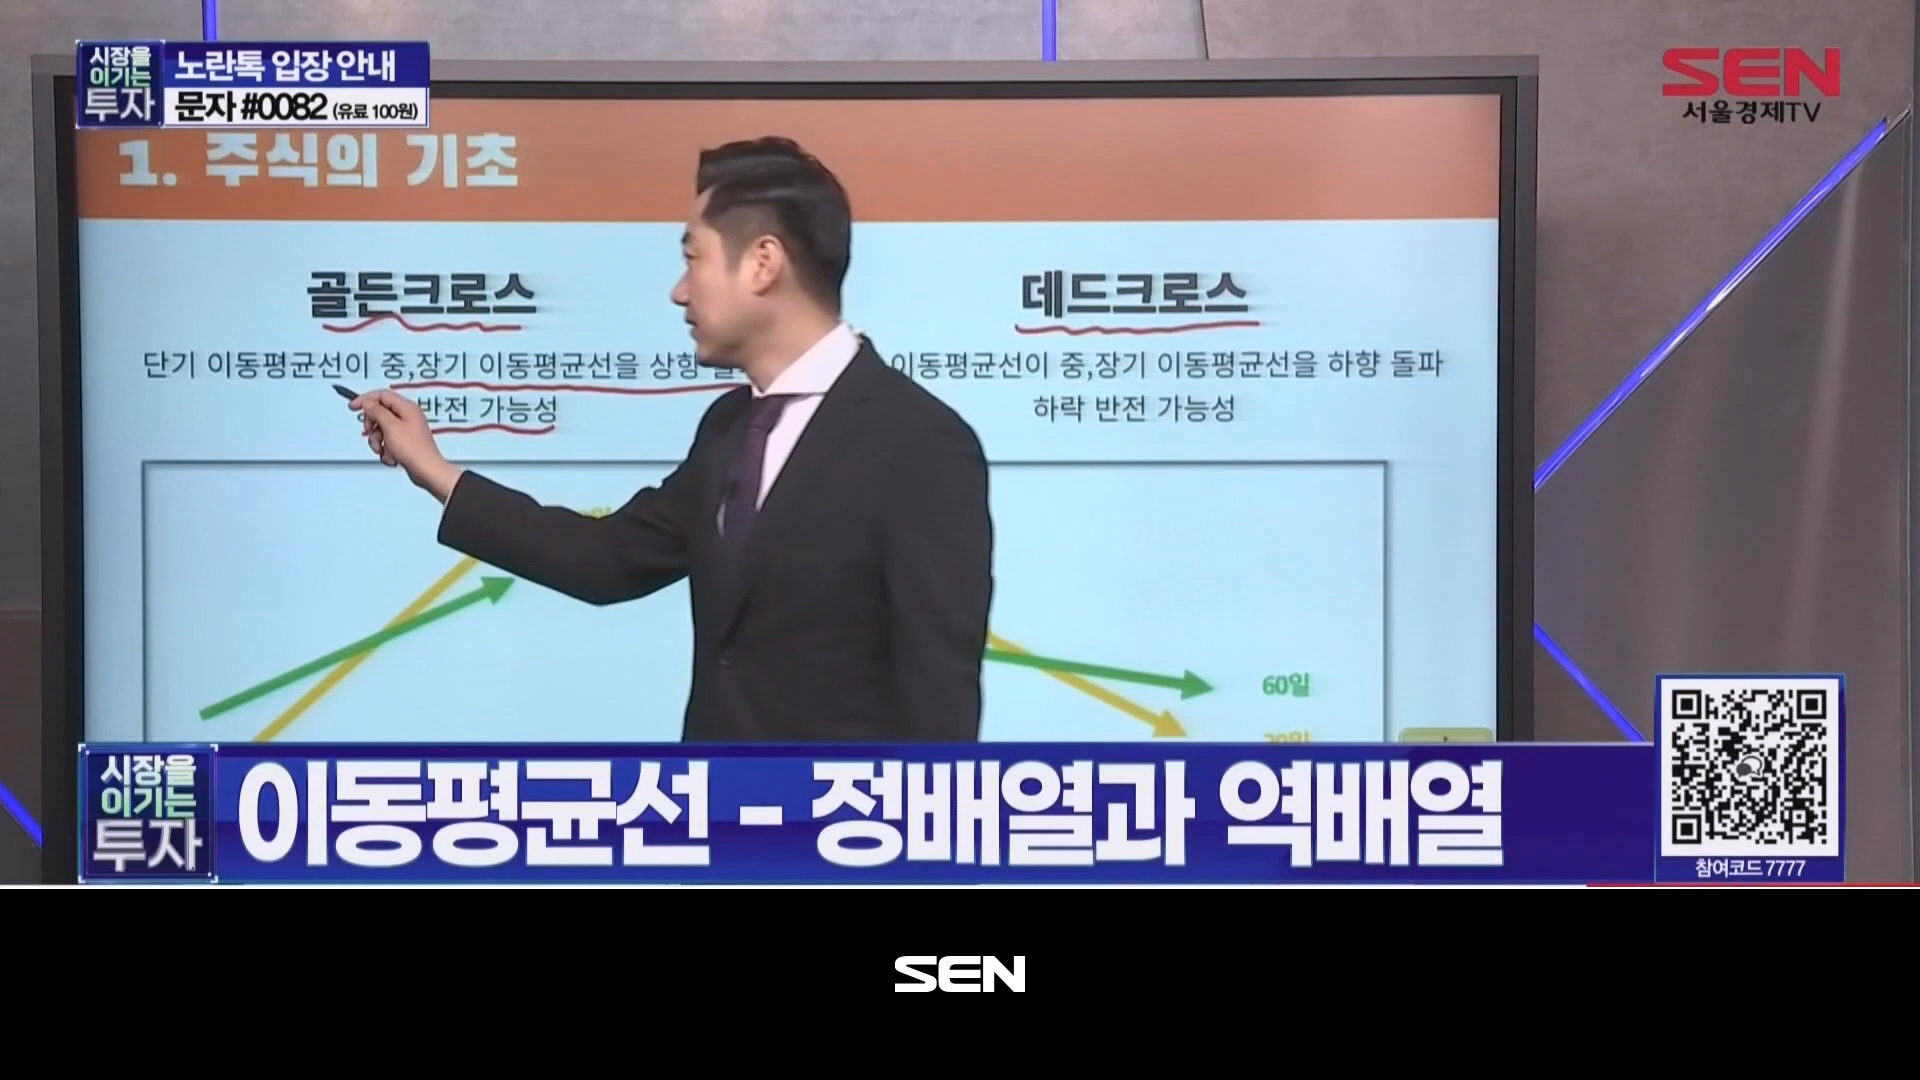 시장을
이기는
투자
노란톡 입장 안내
문자 #0082 (유료 100원)
SEN
서울경제TV
1. 주식의 기초
골든크로스
단기 이동평균선이 중,장기 이동평균선을 상향
반전 가능성
데드크로스
이동평균선이 중,장기 이동평균선을 하향 돌파
하락 반전 가능성
60일
시장을
이기는
투자
이동평균선 - 정배열과 역배열
참여코드 7777
SEN